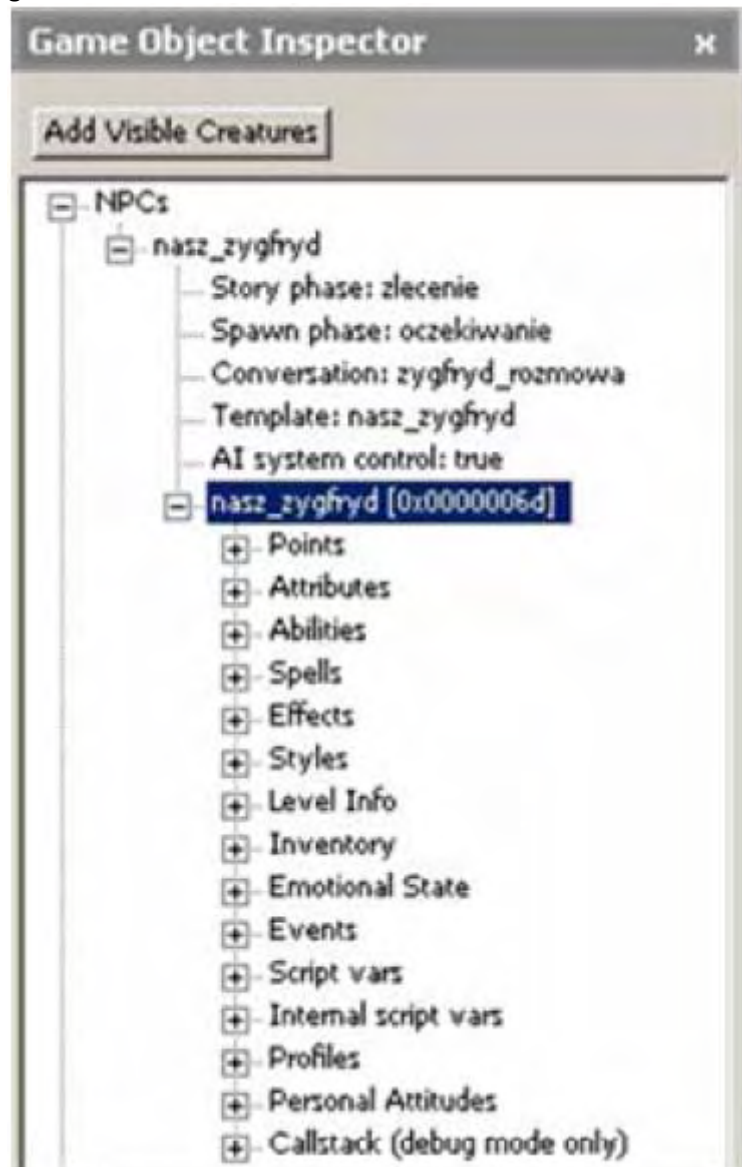 Game Object Inspector x
Add Visible Creatures
NPCs
nasz_zygfryd
Story phase: zlecenie
Spawn phase: oczekiwanie
Conversation: zygfryd_rozmowa
Template: nasz_zygfryd
AI system control: true
nasz_zygfryd [0x0000006d]
Points
Attributes
Abilities
Spells
Effects
Styles
Level Info
Inventory
Emotional State
Events
Script vars
Internal script vars
Profiles
Personal Attitudes
Callstack (debug mode only)